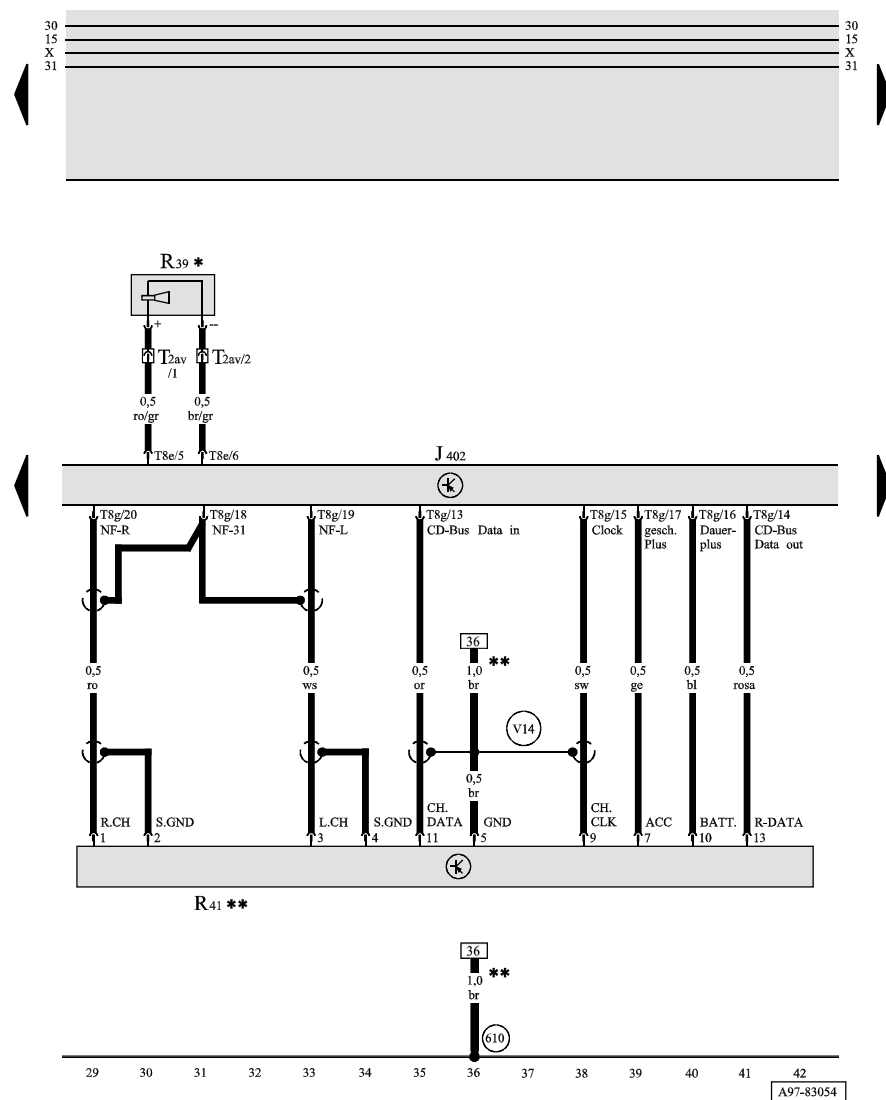 30 30
15 15
X X
31 31
R39 *
+ --
T2av/1 T2av/2
0,5 0,5
ro/gr br/gr
T8e/5 T8e/6
J402
T8g/20 T8g/18 T8g/19 T8g/13 T8g/15 T8g/17 T8g/16 T8g/14
NF-R NF-31 NF-L CD-Bus Data in Clock gesch. Dauer- CD-Bus
Plus plus Data out
36
**
0,5 0,5 0,5 1,0 0,5 0,5 0,5 0,5
ro ws or br sw ge bl rosa
V14
0,5
br
CH. CH.
R.CH S.GND L.CH S.GND DATA GND CLK ACC BATT. R-DATA
1 2 3 4 11 5 9 7 10 13
R41 **
36
**
1,0
br
610
29 30 31 32 33 34 35 36 37 38 39 40 41 42
A97-83054